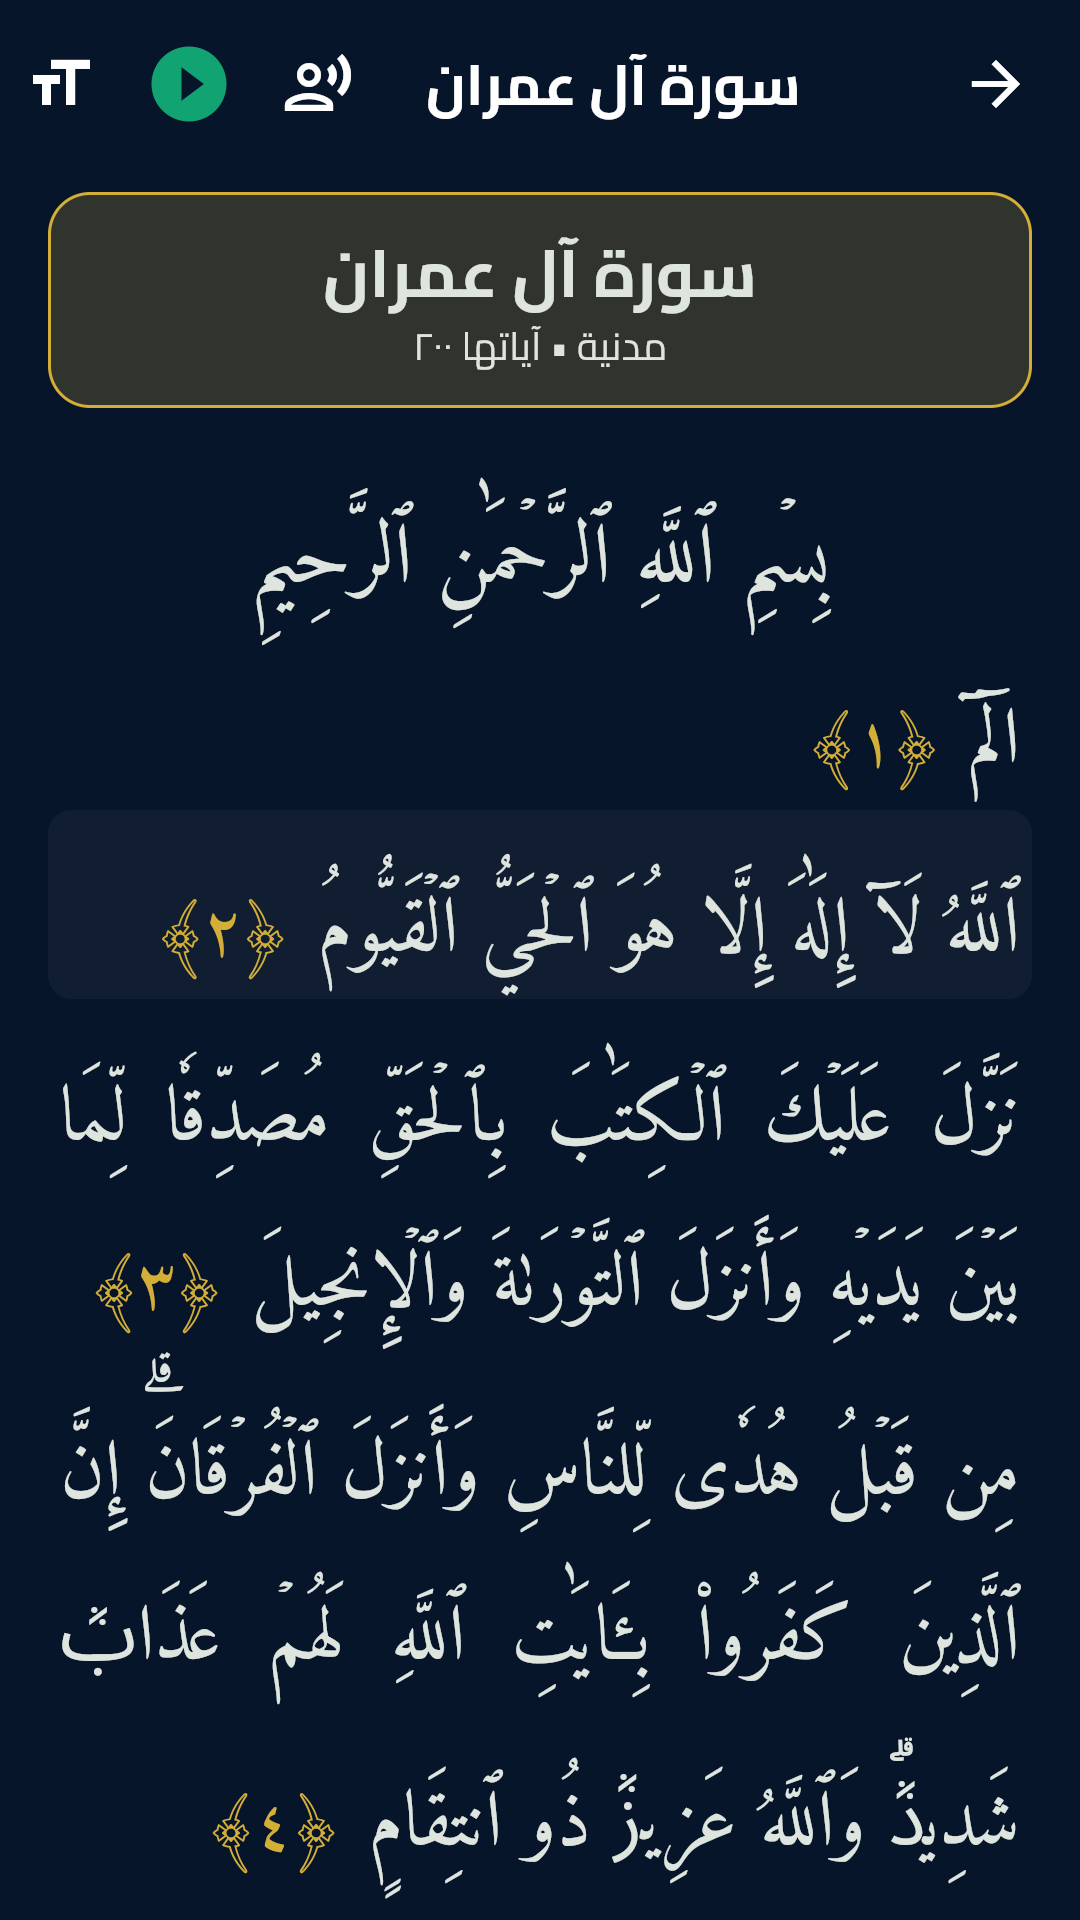 سورة آل عمران
سورة آل عمران
مدنية ▪ آياتها ٢٠٠
بِسۡمِ ٱللَّهِ ٱلرَّحۡمَٰنِ ٱلرَّحِيمِ
الٓمٓ ﴿١﴾
ٱللَّهُ لَآ إِلَٰهَ إِلَّا هُوَ ٱلۡحَيُّ ٱلۡقَيُّومُ ﴿٢﴾
نَزَّلَ عَلَيۡكَ ٱلۡكِتَٰبَ بِٱلۡحَقِّ مُصَدِّقٗا لِّمَا
بَيۡنَ يَدَيۡهِ وَأَنزَلَ ٱلتَّوۡرَىٰةَ وَٱلۡإِنجِيلَ ﴿٣﴾
مِن قَبۡلُ هُدٗى لِّلنَّاسِ وَأَنزَلَ ٱلۡفُرۡقَانَۗ إِنَّ
ٱلَّذِينَ كَفَرُواْ بِـَٔايَٰتِ ٱللَّهِ لَهُمۡ عَذَابٞ
شَدِيدٞۗ وَٱللَّهُ عَزِيزٞ ذُو ٱنتِقَامٍ ﴿٤﴾